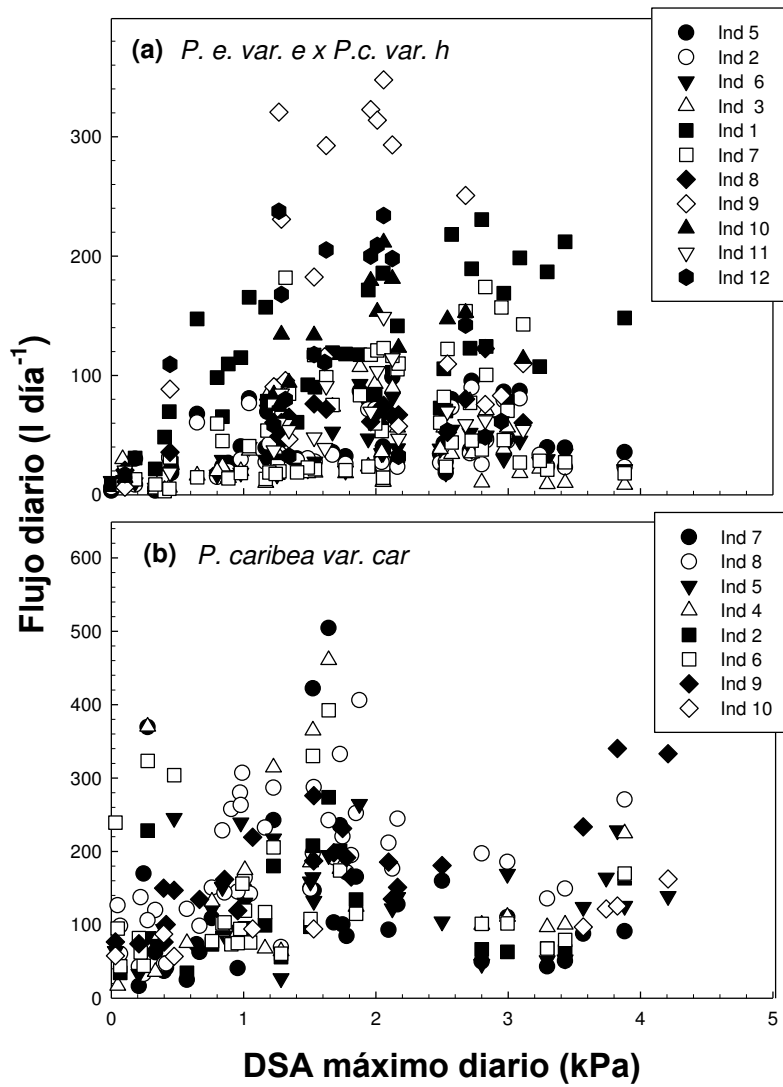 (a) P. e. var. e x P.c. var. h
Ind 5
Ind 2
Ind 6
Ind 3
Ind 1
Ind 7
Ind 8
Ind 9
Ind 10
Ind 11
Ind 12
300
200
100
0
Flujo diario (l día-1)
(b) P. caribea var. car
Ind 7
Ind 8
Ind 5
Ind 4
Ind 2
Ind 6
Ind 9
Ind 10
600
500
400
300
200
100
0
0 1 2 3 4 5
DSA máximo diario (kPa)